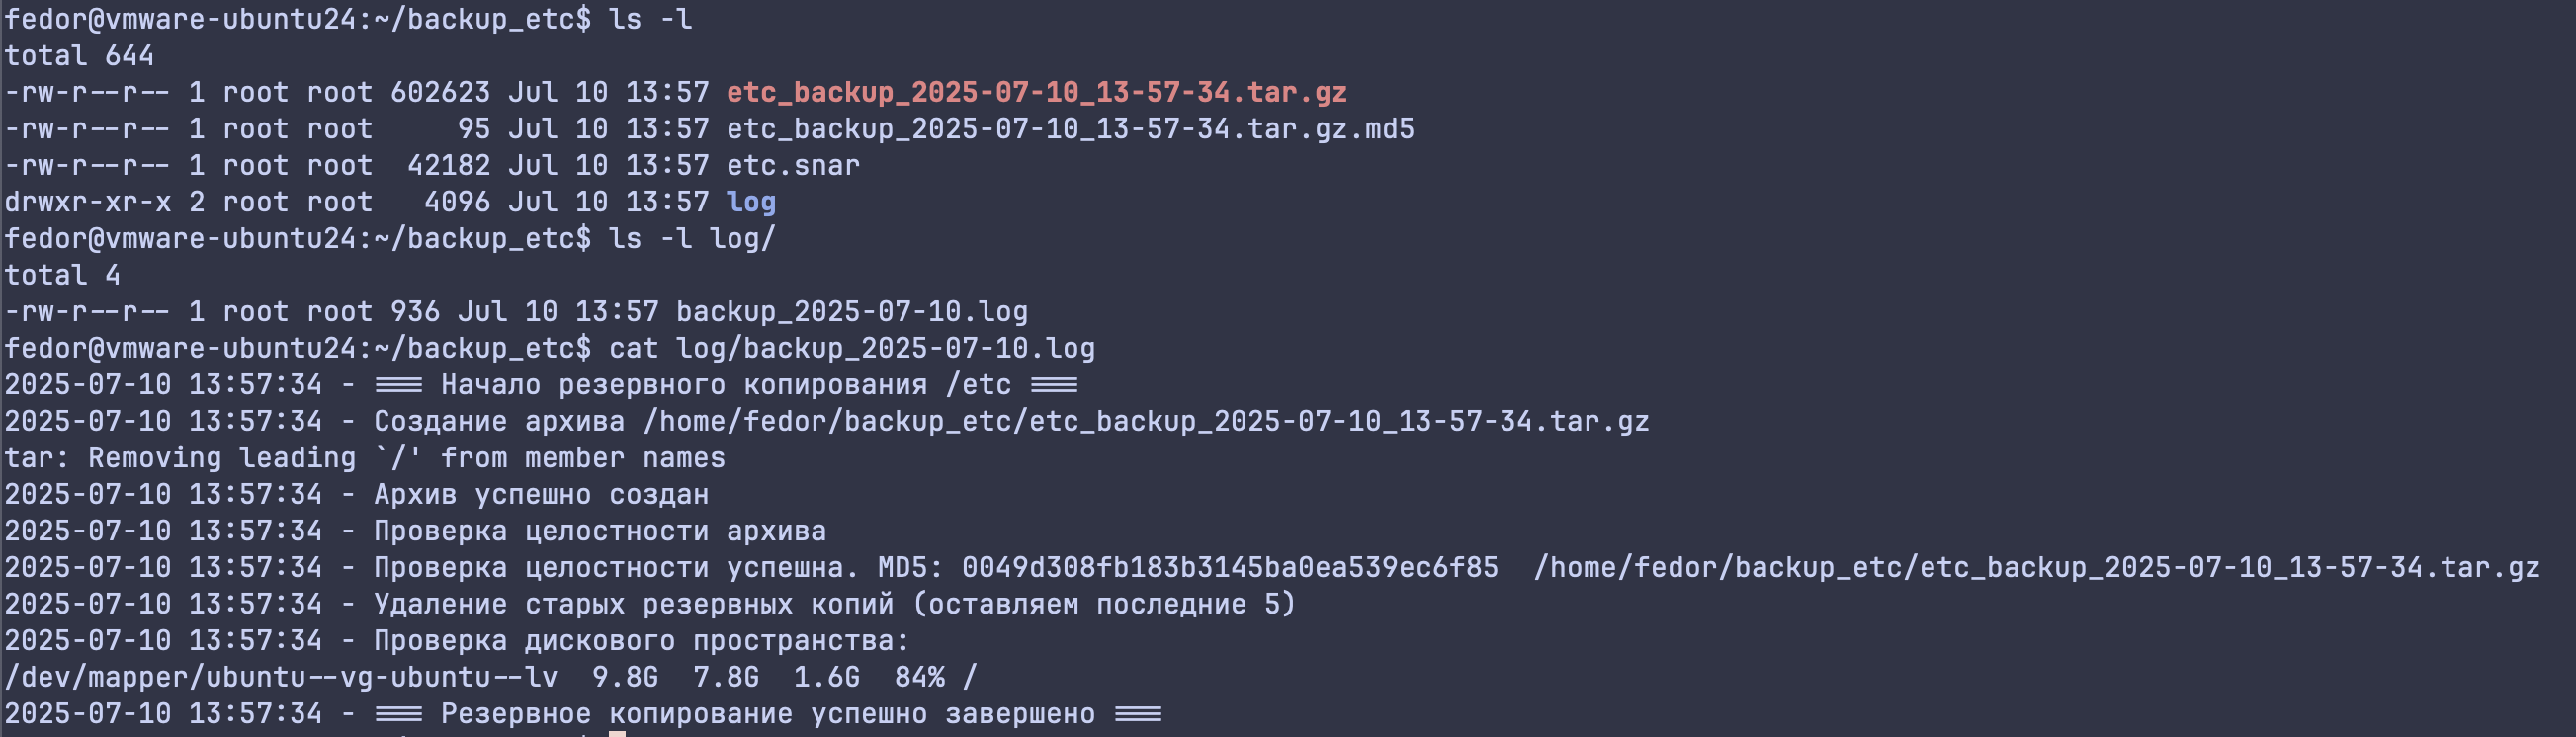 fedor@vmware-ubuntu24:~/backup_etc$ ls -l
total 644
-rw-r--r-- 1 root root 602623 Jul 10 13:57 etc_backup_2025-07-10_13-57-34.tar.gz
-rw-r--r-- 1 root root     95 Jul 10 13:57 etc_backup_2025-07-10_13-57-34.tar.gz.md5
-rw-r--r-- 1 root root  42182 Jul 10 13:57 etc.snar
drwxr-xr-x 2 root root   4096 Jul 10 13:57 log
fedor@vmware-ubuntu24:~/backup_etc$ ls -l log/
total 4
-rw-r--r-- 1 root root 936 Jul 10 13:57 backup_2025-07-10.log
fedor@vmware-ubuntu24:~/backup_etc$ cat log/backup_2025-07-10.log
2025-07-10 13:57:34 - === Начало резервного копирования /etc ===
2025-07-10 13:57:34 - Создание архива /home/fedor/backup_etc/etc_backup_2025-07-10_13-57-34.tar.gz
tar: Removing leading `/' from member names
2025-07-10 13:57:34 - Архив успешно создан
2025-07-10 13:57:34 - Проверка целостности архива
2025-07-10 13:57:34 - Проверка целостности успешна. MD5: 0049d308fb183b3145ba0ea539ec6f85  /home/fedor/backup_etc/etc_backup_2025-07-10_13-57-34.tar.gz
2025-07-10 13:57:34 - Удаление старых резервных копий (оставляем последние 5)
2025-07-10 13:57:34 - Проверка дискового пространства:
/dev/mapper/ubuntu--vg-ubuntu--lv  9.8G  7.8G  1.6G  84% /
2025-07-10 13:57:34 - === Резервное копирование успешно завершено ===